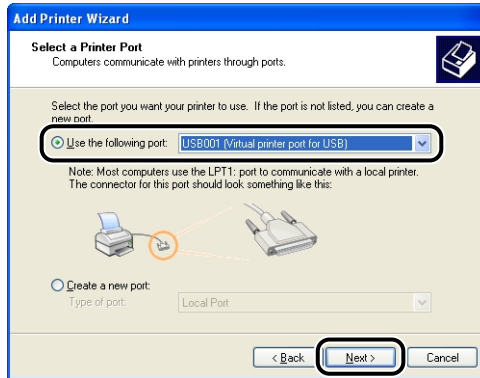 Add Printer Wizard
Select a Printer Port
Computers communicate with printers through ports.
Select the port you want your printer to use. If the port is not listed, you can create a
new port.
Use the following port: USB001 (Virtual printer port for USB)
Note: Most computers use the LPT1: port to communicate with a local printer.
The connector for this port should look something like this:
Create a new port:
Type of port: Local Port
< Back Next > Cancel